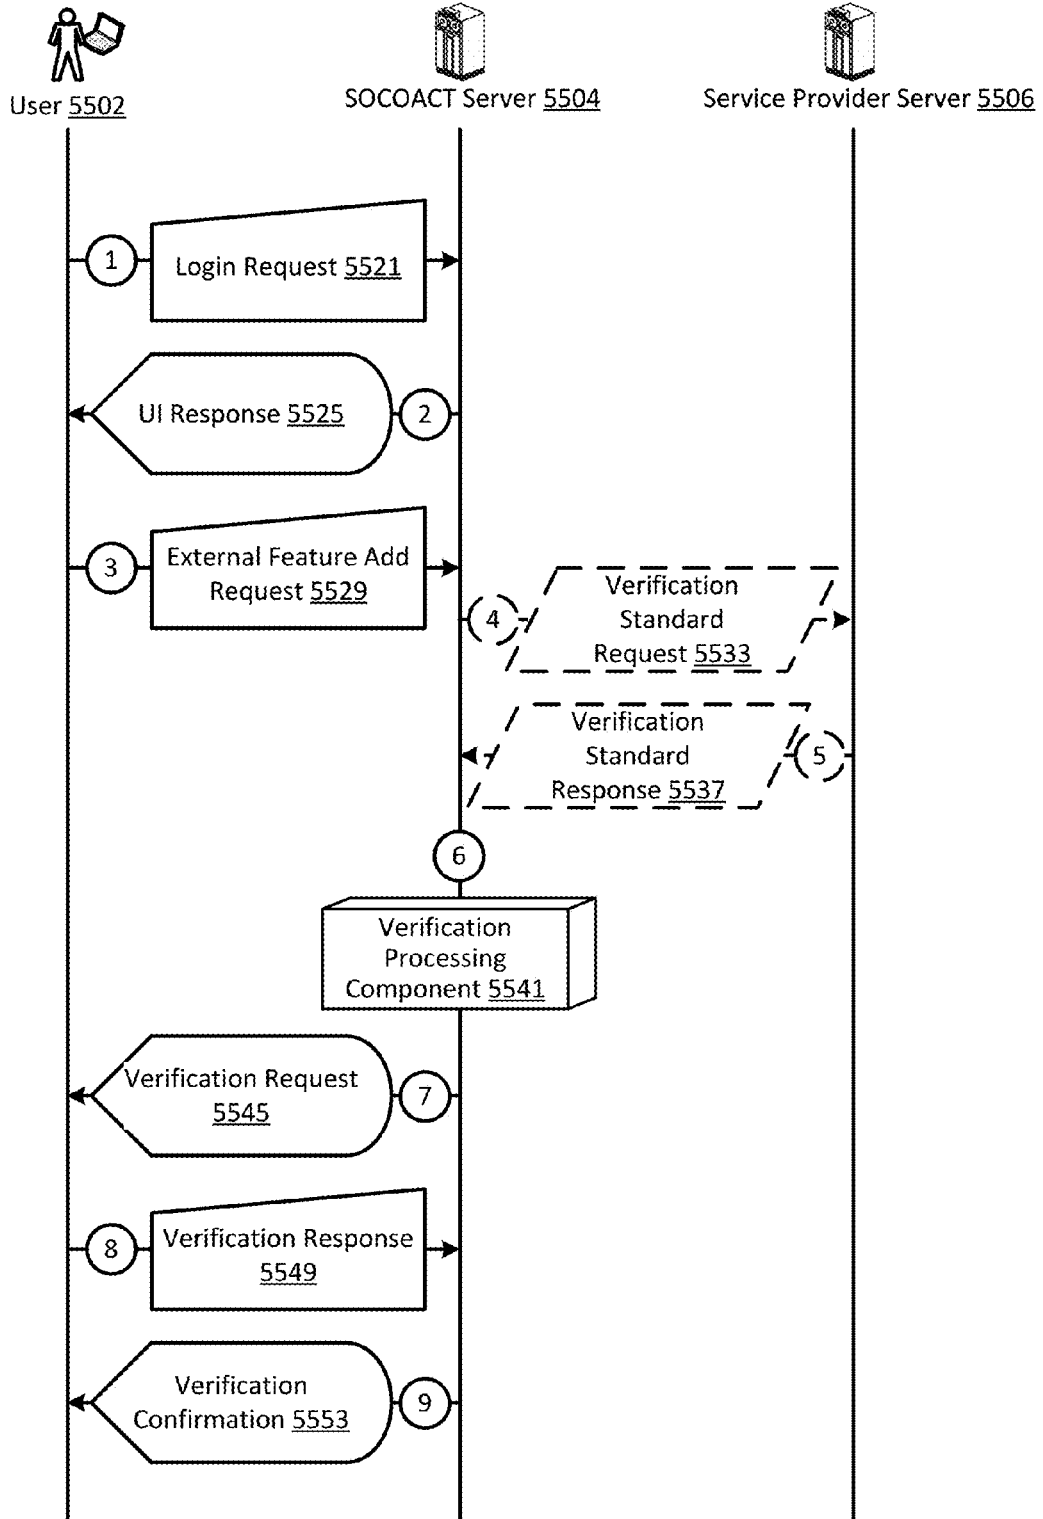 User 5502
SOCOACT Server 5504
Service Provider Server 5506
1
Login Request 5521
UI Response 5525
2
3
External Feature Add
Request 5529
4
Verification
Standard
Request 5533
Verification
Standard
Response 5537
5
6
Verification
Processing
Component 5541
Verification Request
5545
7
8
Verification Response
5549
Verification
Confirmation 5553
9